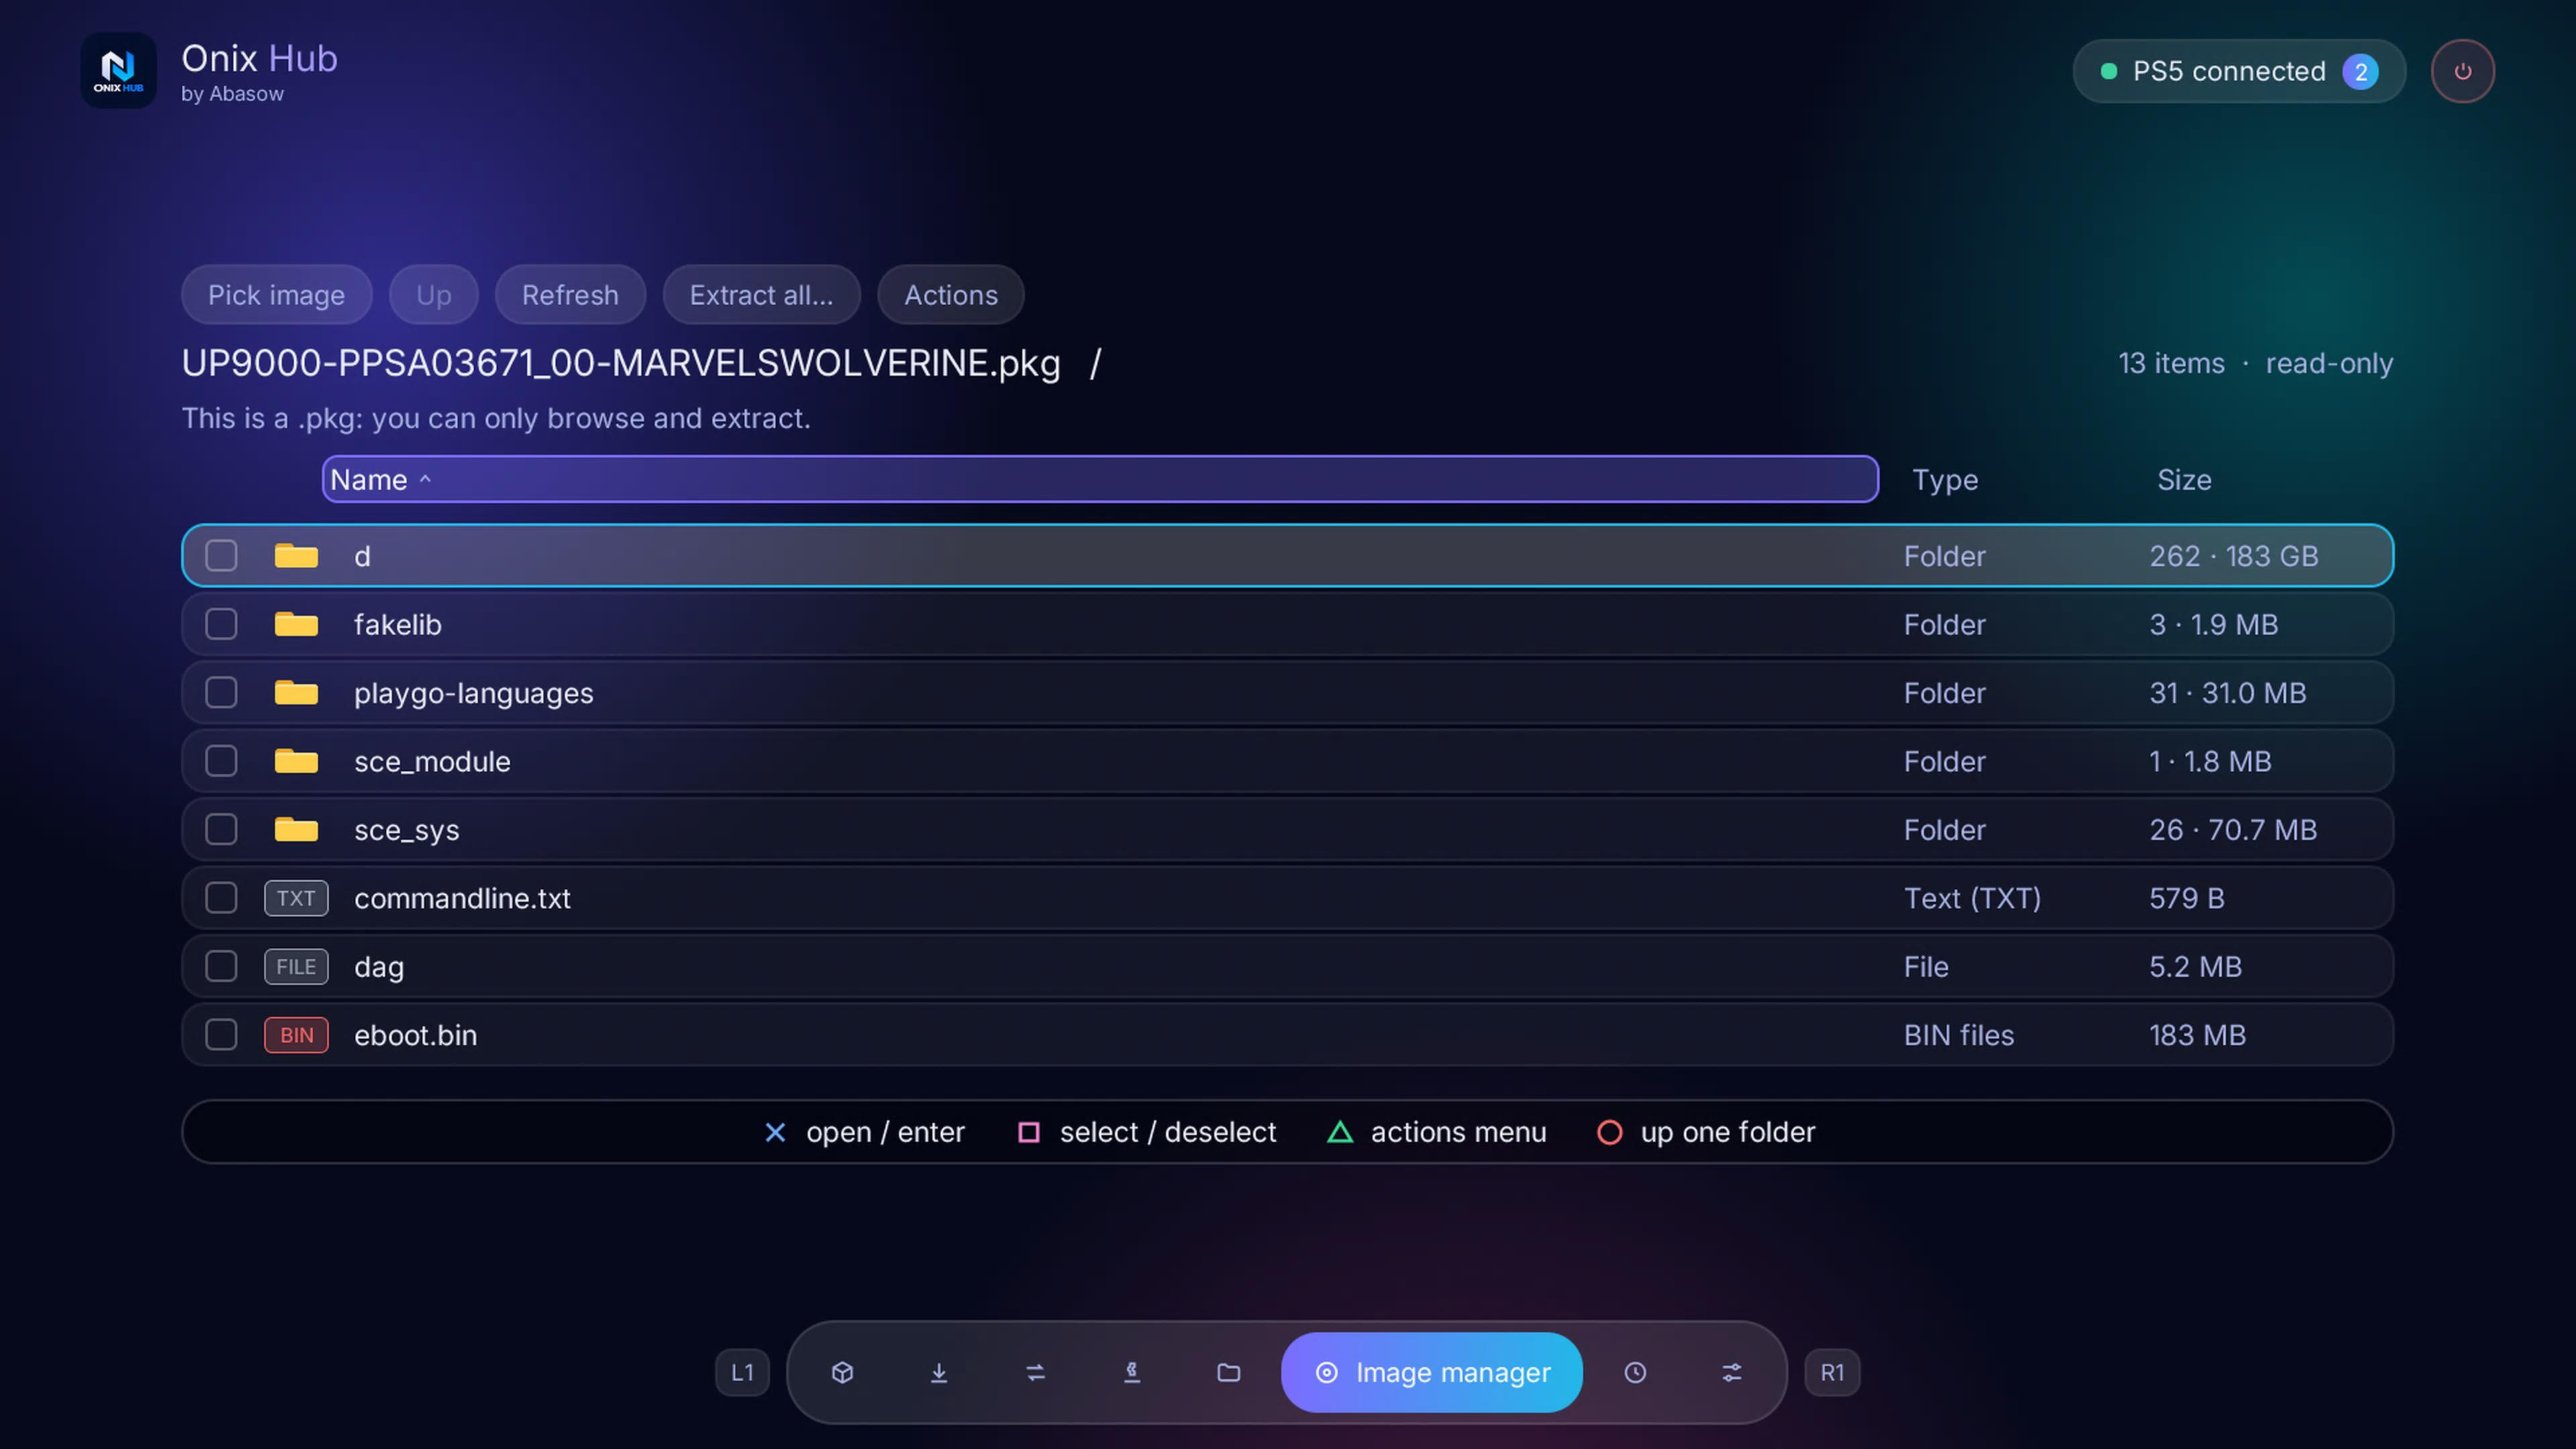 Onix Hub
by Abasow
ONIX HUB
PS5 connected 2
Pick image Up Refresh Extract all... Actions
UP9000-PPSA03671_00-MARVELSWOLVERINE.pkg /
13 items · read-only
This is a .pkg: you can only browse and extract.
Name ^ Type Size
d Folder 262 · 183 GB
fakelib Folder 3 · 1.9 MB
playgo-languages Folder 31 · 31.0 MB
sce_module Folder 1 · 1.8 MB
sce_sys Folder 26 · 70.7 MB
TXT commandline.txt Text (TXT) 579 B
FILE dag File 5.2 MB
BIN eboot.bin BIN files 183 MB
open / enter select / deselect actions menu up one folder
L1 Image manager R1